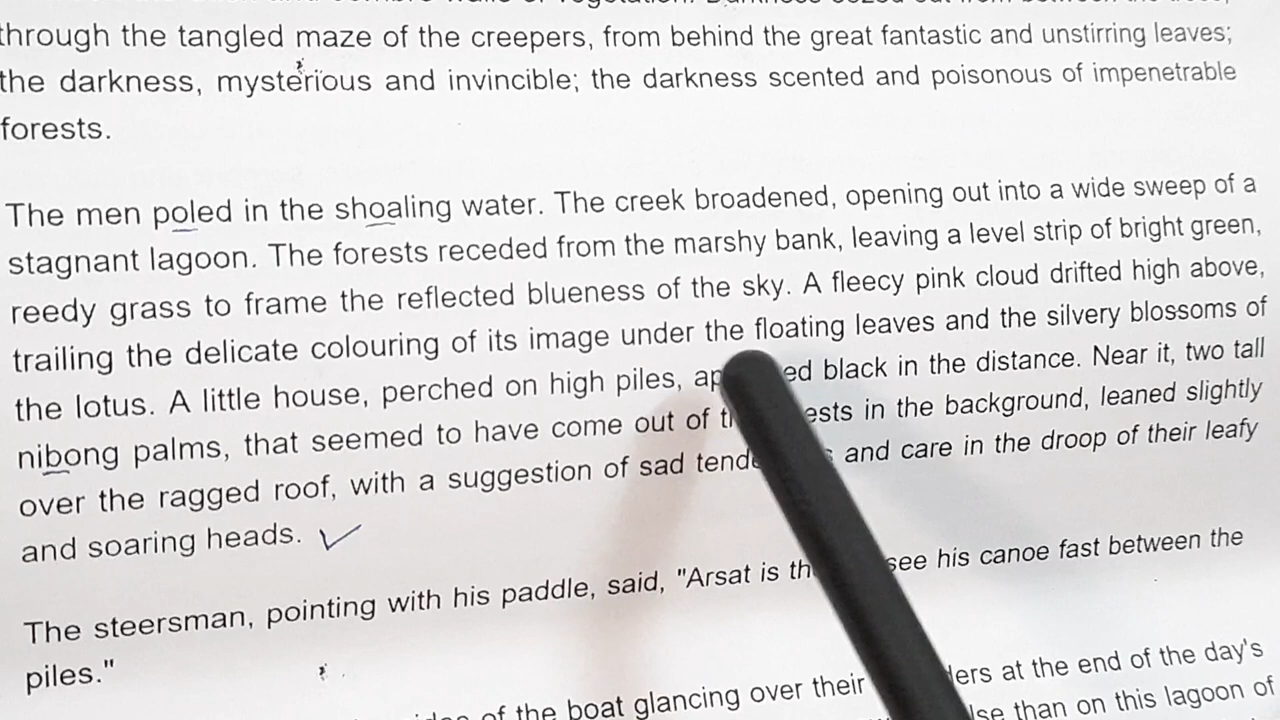 through the tangled maze of the creepers, from behind the great fantastic and unstirring leaves;
the darkness, mysterious and invincible; the darkness scented and poisonous of impenetrable
forests.
The men poled in the shoaling water. The creek broadened, opening out into a wide sweep of a
stagnant lagoon. The forests receded from the marshy bank, leaving a level strip of bright green,
reedy grass to frame the reflected blueness of the sky. A fleecy pink cloud drifted high above,
trailing the delicate colouring of its image under the floating leaves and the silvery blossoms of
the lotus. A little house, perched on high piles, black in the distance. Near it, two tall
nibong palms, that seemed to have come out of in the background, leaned slightly
over the ragged roof, with a suggestion of sad and care in the droop of their leafy
and soaring heads.
The steersman, pointing with his paddle, said, "Arsat is see his canoe fast between the
piles."
of the boat glancing over their at the end of the day's
than on this lagoon of